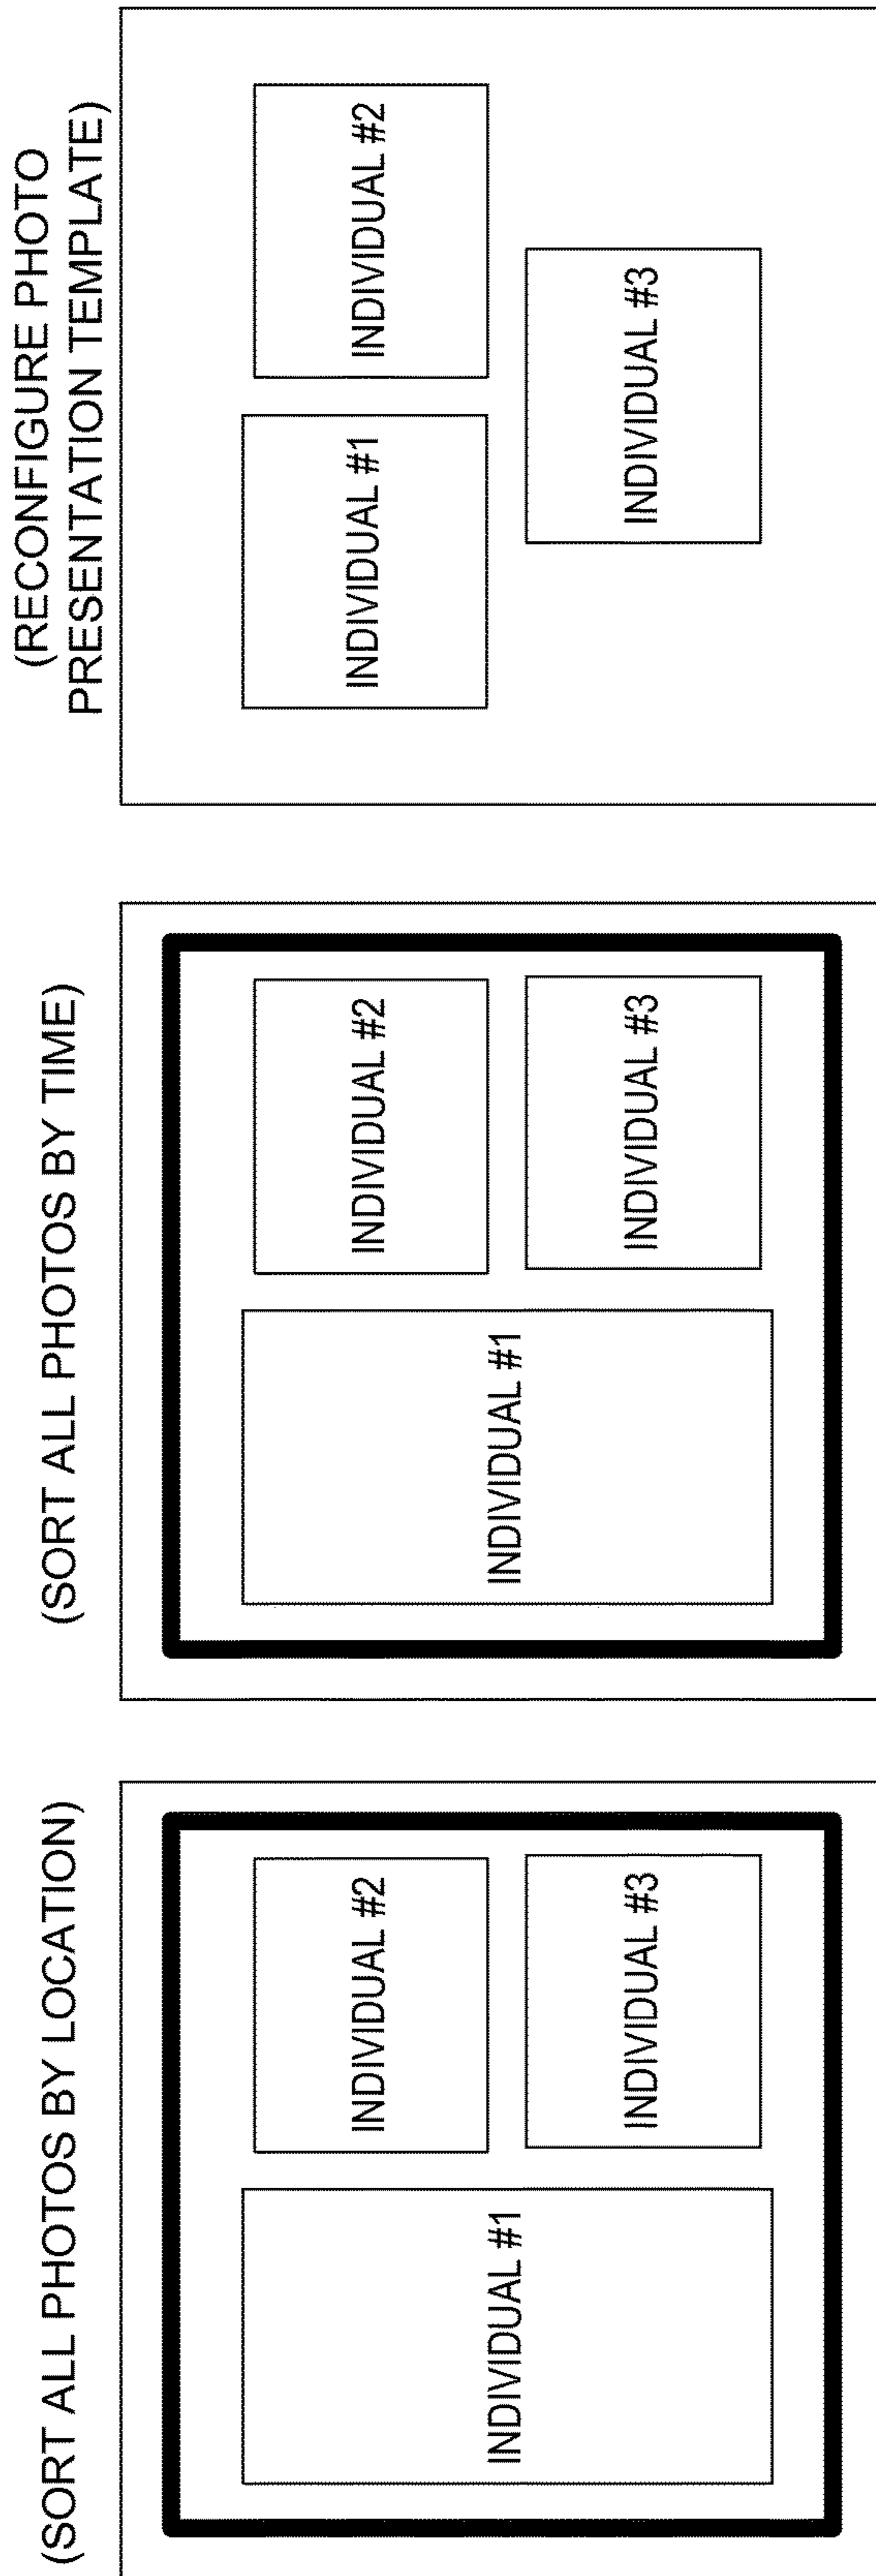 (SORT ALL PHOTOS BY LOCATION)
INDIVIDUAL #1
INDIVIDUAL #2
INDIVIDUAL #3
(SORT ALL PHOTOS BY TIME)
INDIVIDUAL #1
INDIVIDUAL #2
INDIVIDUAL #3
(RECONFIGURE PHOTO
PRESENTATION TEMPLATE)
INDIVIDUAL #1
INDIVIDUAL #2
INDIVIDUAL #3